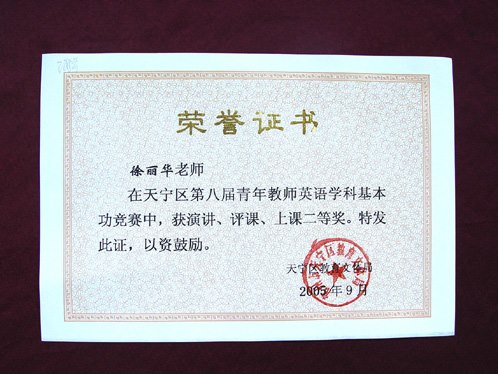 荣誉证书
徐丽华老师
在天宁区第八届青年教师英语学科基本
功竞赛中，获演讲、评课、上课二等奖。特发
此证，以资鼓励。
天宁区教育文体局
2005年9月